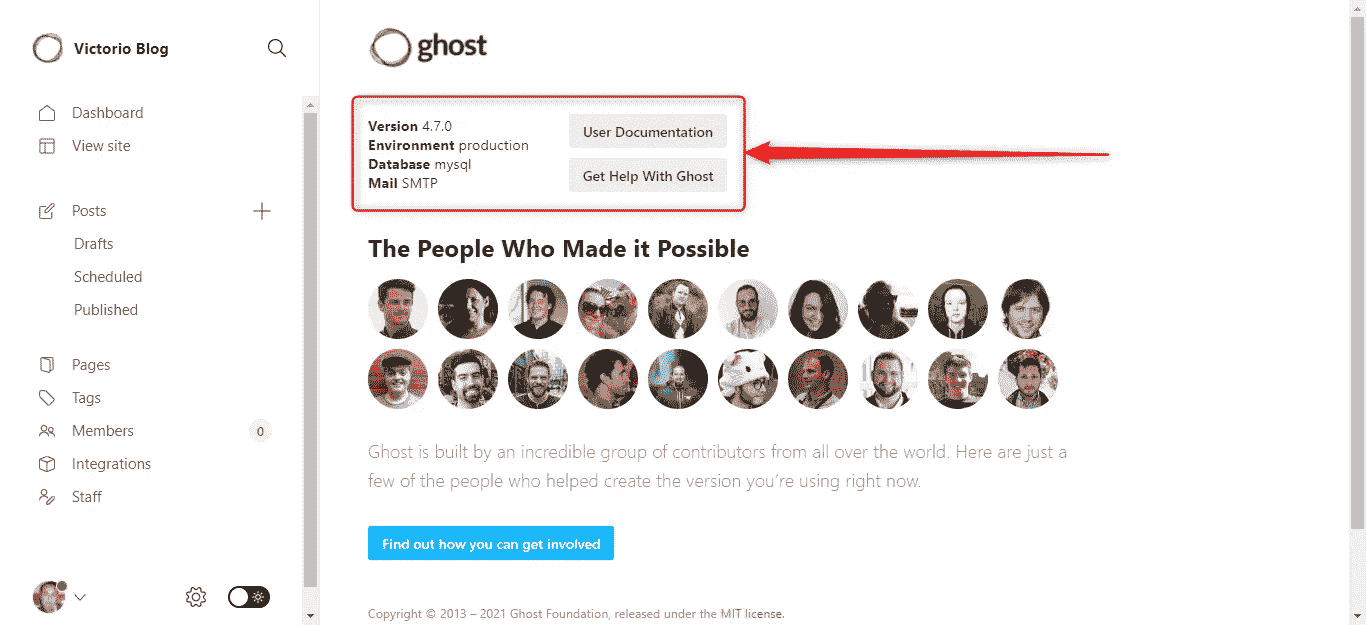 Victorio Blog
Dashboard
View site
Posts
Drafts
Scheduled
Published
Pages
Tags
Members 0
Integrations
Staff
ghost
Version 4.7.0
Environment production
Database mysql
Mail SMTP
User Documentation
Get Help With Ghost
The People Who Made it Possible
Ghost is built by an incredible group of contributors from all over the world. Here are just a
few of the people who helped create the version you’re using right now.
Find out how you can get involved
Copyright © 2013 – 2021 Ghost Foundation, released under the MIT license.